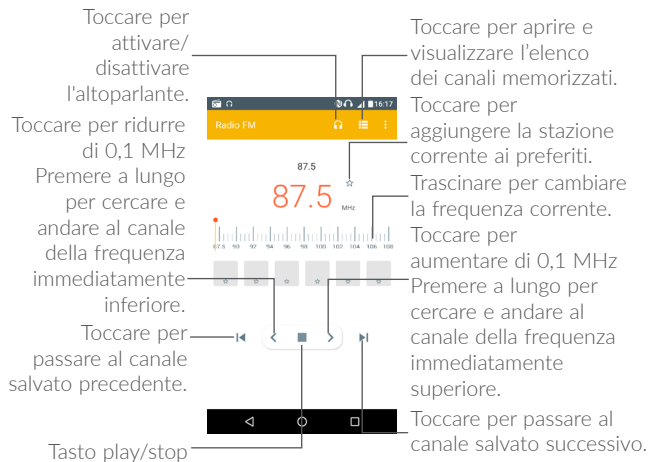 Toccare per
attivare/
disattivare
l'altoparlante.
Toccare per ridurre
di 0,1 MHz
Premere a lungo
per cercare e
andare al canale
della frequenza
immediatamente
inferiore.
Toccare per
passare al canale
salvato precedente.
Tasto play/stop
16:17
Radio FM
87.5
87.5
MHz
87.5 90 92 94 96 98 100 102 104 106 108
Toccare per aprire e
visualizzare l'elenco
dei canali memorizzati.
Toccare per
aggiungere la stazione
corrente ai preferiti.
Trascinare per cambiare
la frequenza corrente.
Toccare per
aumentare di 0,1 MHz
Premere a lungo per
cercare e andare al
canale della frequenza
immediatamente
superiore.
Toccare per passare al
canale salvato successivo.